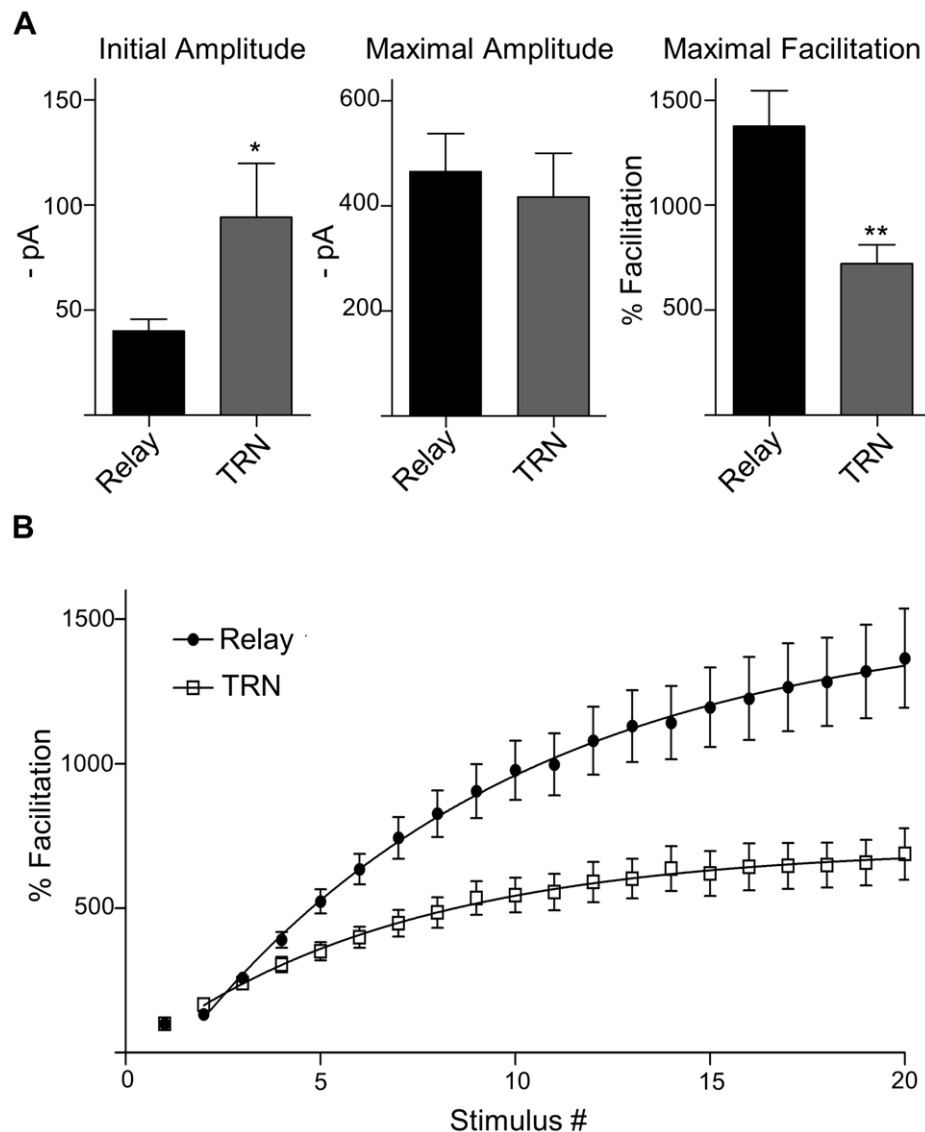 A
Initial Amplitude
Maximal Amplitude
Maximal Facilitation
150
100
50
- pA
*
Relay
TRN
600
400
200
- pA
Relay
TRN
1500
1000
500
% Facilitation
**
Relay
TRN
B
1500
1000
500
% Facilitation
Relay
TRN
0
5
10
15
20
Stimulus #